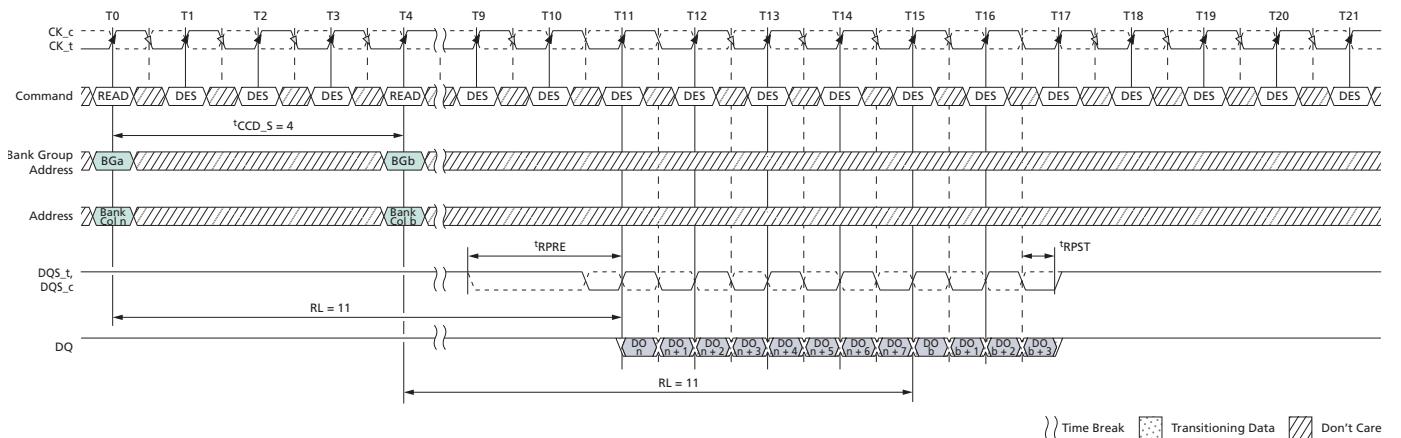 T0 T1 T2 T3 T4 T9 T10 T11 T12 T13 T14 T15 T16 T17 T18 T19 T20 T21
CK_c
CK_t
Command READ DES DES DES READ DES DES DES DES DES DES DES DES DES DES DES DES DES
tCCD_S = 4
Bank Group
Address
BGa BGb
Address
Bank
Col n
Bank
Col b
tRPRE tRPST
DQS_t,
DQS_c
RL = 11
DQ
DO
n
DO
n + 1
DO
n + 2
DO
n + 3
DO
n + 4
DO
n + 5
DO
n + 6
DO
n + 7
DO
b
DO
b + 1
DO
b + 2
DO
b + 3
RL = 11
Time Break Transitioning Data Don't Care